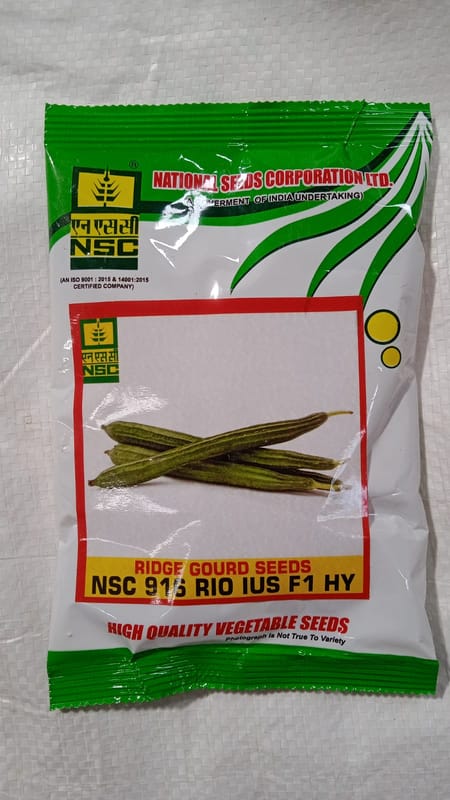 ®
एन एस सी
NSC
(AN ISO 9001 : 2015 & 14001:2015
CERTIFIED COMPANY)
NATIONAL SEEDS CORPORATION LTD.
OF INDIA UNDERTAKING)
एन एस सी
NSC
RIDGE GOURD SEEDS
NSC RIO IUS F1 HY
HIGH QUALITY VEGETABLE SEEDS
Photograph is Not True To Variety